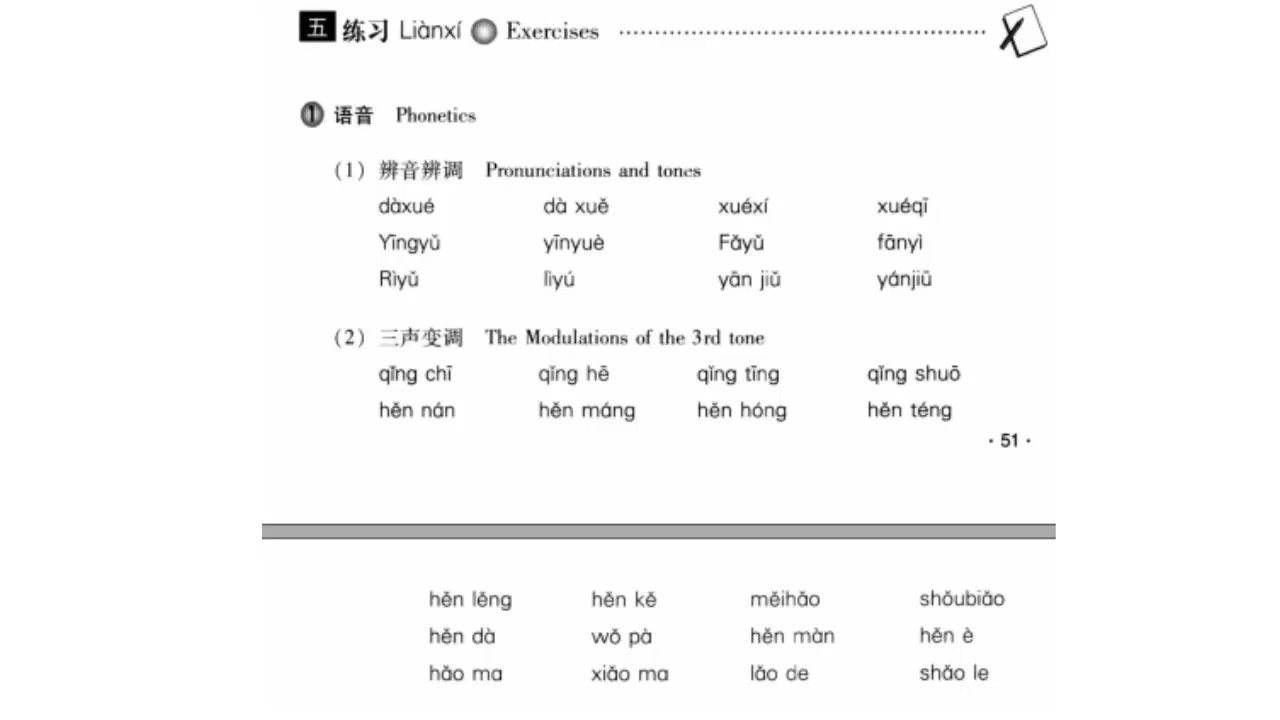 五 练习 Liànxí Exercises
1 语音 Phonetics
(1) 辨音辨调 Pronunciations and tones
dàxué dà xuě xuéxí xuéqī
Yīngyǔ yīnyuè Fǎyǔ fānyì
Rìyǔ lìyú yān jiǔ yánjiū
(2) 三声变调 The Modulations of the 3rd tone
qǐng chī qǐng hē qǐng tīng qǐng shuō
hěn nán hěn máng hěn hóng hěn téng
· 51 ·
hěn lěng hěn kě měihǎo shǒubiǎo
hěn dà wǒ pà hěn màn hěn è
hǎo ma xiǎo ma lǎo de shǎo le